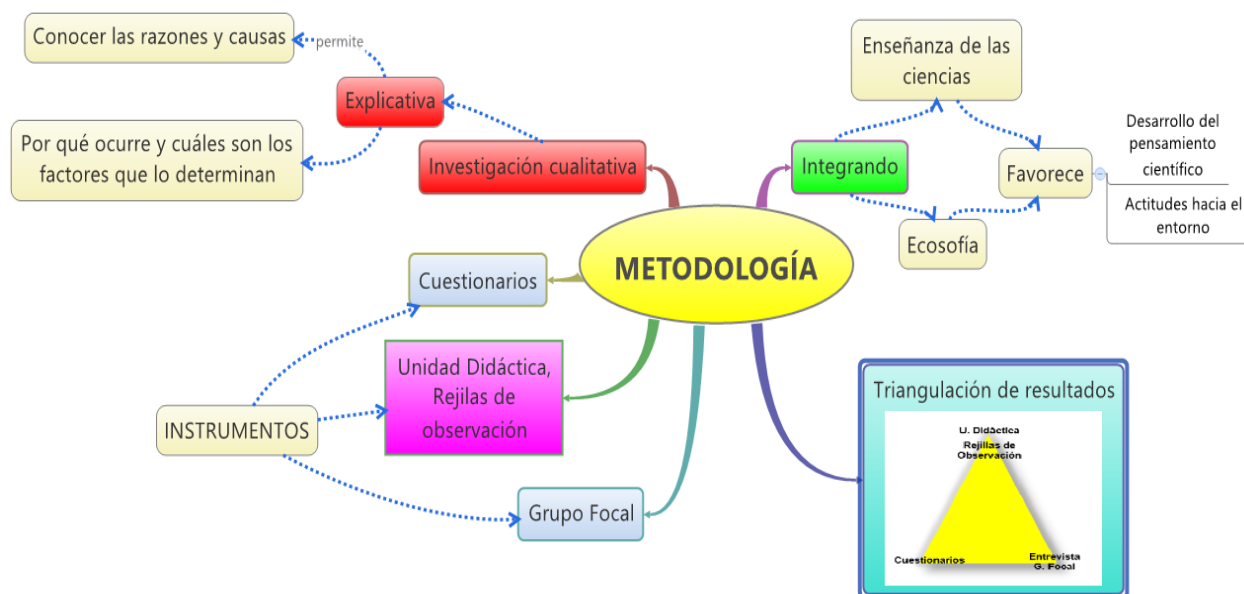 Conocer las razones y causas
permite
Explicativa
Por qué ocurre y cuáles son los
factores que lo determinan
Investigación cualitativa
Enseñanza de las
ciencias
Integrando
Favorece
Ecosofía
Desarrollo del
pensamiento
científico
Actitudes hacia el
entorno
METODOLOGÍA
Cuestionarios
Unidad Didáctica,
Rejilas de
observación
INSTRUMENTOS
Grupo Focal
Triangulación de resultados
U. Didáctica
Rejillas de
Observación
Cuestionarios
Entrevista
G. Focal